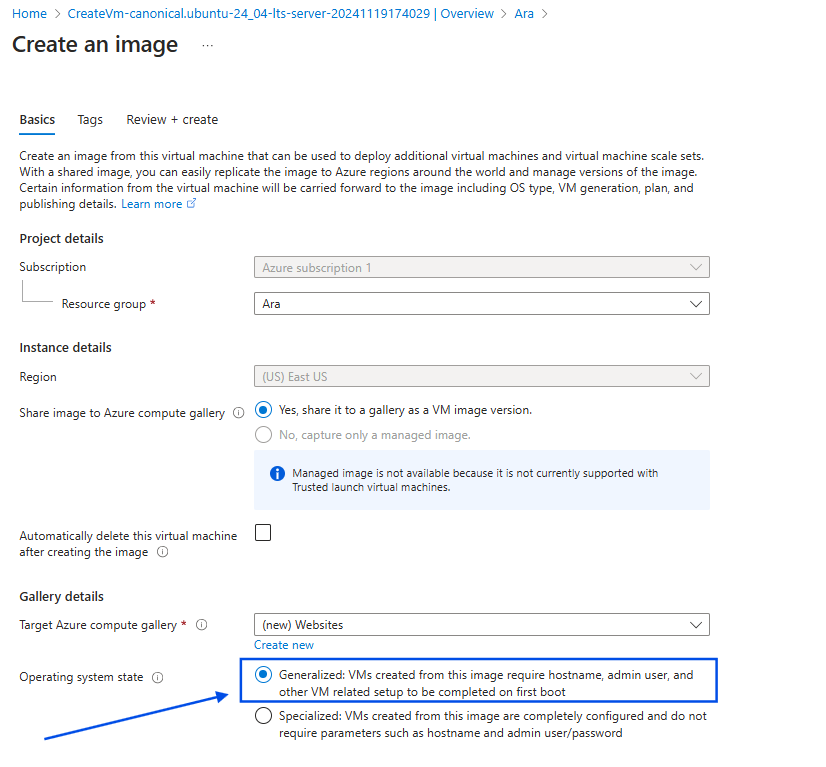 Home > CreateVm-canonical.ubuntu-24_04-lts-server-20241119174029 | Overview > Ara >
Create an image ...
Basics Tags Review + create
Create an image from this virtual machine that can be used to deploy additional virtual machines and virtual machine scale sets.
With a shared image, you can easily replicate the image to Azure regions around the world and manage versions of the image.
Certain information from the virtual machine will be carried forward to the image including OS type, VM generation, plan, and
publishing details. Learn more
Project details
Subscription
Azure subscription 1
Resource group *
Ara
Instance details
Region
(US) East US
Share image to Azure compute gallery
Yes, share it to a gallery as a VM image version.
No, capture only a managed image.
Managed image is not available because it is not currently supported with
Trusted launch virtual machines.
Automatically delete this virtual machine
after creating the image
Gallery details
Target Azure compute gallery *
(new) Websites
Create new
Operating system state
Generalized: VMs created from this image require hostname, admin user, and
other VM related setup to be completed on first boot
Specialized: VMs created from this image are completely configured and do not
require parameters such as hostname and admin user/password